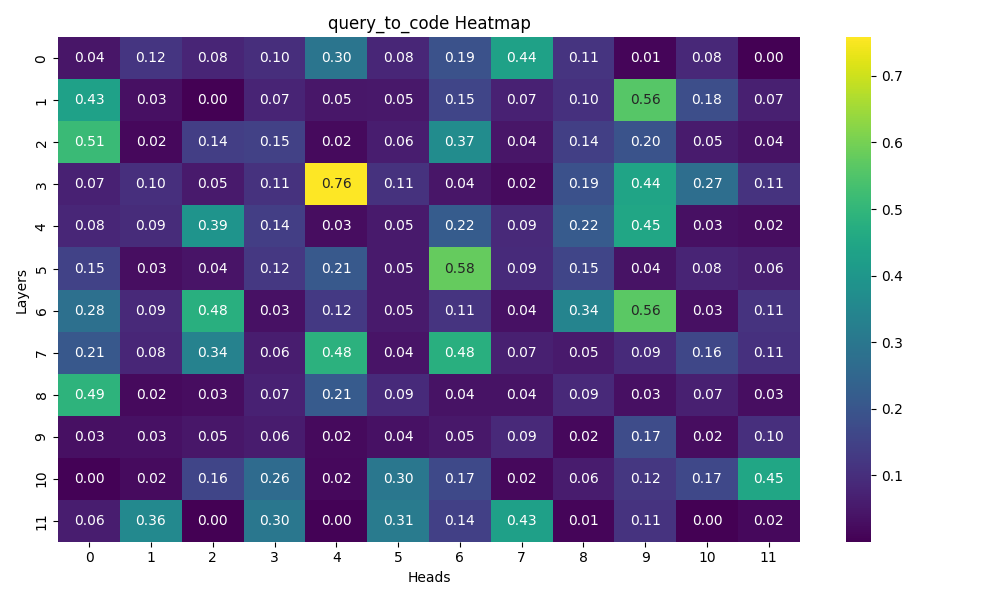 query_to_code Heatmap
0 0.04 0.12 0.08 0.10 0.30 0.08 0.19 0.44 0.11 0.01 0.08 0.00
1 0.43 0.03 0.00 0.07 0.05 0.05 0.15 0.07 0.10 0.56 0.18 0.07
2 0.51 0.02 0.14 0.15 0.02 0.06 0.37 0.04 0.14 0.20 0.05 0.04
3 0.07 0.10 0.05 0.11 0.76 0.11 0.04 0.02 0.19 0.44 0.27 0.11
4 0.08 0.09 0.39 0.14 0.03 0.05 0.22 0.09 0.22 0.45 0.03 0.02
5 0.15 0.03 0.04 0.12 0.21 0.05 0.58 0.09 0.15 0.04 0.08 0.06
6 0.28 0.09 0.48 0.03 0.12 0.05 0.11 0.04 0.34 0.56 0.03 0.11
7 0.21 0.08 0.34 0.06 0.48 0.04 0.48 0.07 0.05 0.09 0.16 0.11
8 0.49 0.02 0.03 0.07 0.21 0.09 0.04 0.04 0.09 0.03 0.07 0.03
9 0.03 0.03 0.05 0.06 0.02 0.04 0.05 0.09 0.02 0.17 0.02 0.10
10 0.00 0.02 0.16 0.26 0.02 0.30 0.17 0.02 0.06 0.12 0.17 0.45
11 0.06 0.36 0.00 0.30 0.00 0.31 0.14 0.43 0.01 0.11 0.00 0.02
0 1 2 3 4 5 6 7 8 9 10 11
Heads
Layers
0.7
0.6
0.5
0.4
0.3
0.2
0.1